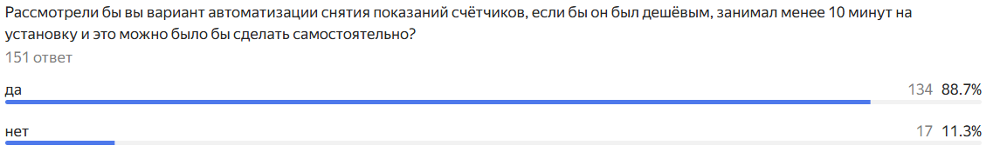 Рассмотрели бы вы вариант автоматизации снятия показаний счётчиков, если бы он был дешёвым, занимал менее 10 минут на
установку и это можно было бы сделать самостоятельно?
151 ответ
да 134 88.7%
нет 17 11.3%